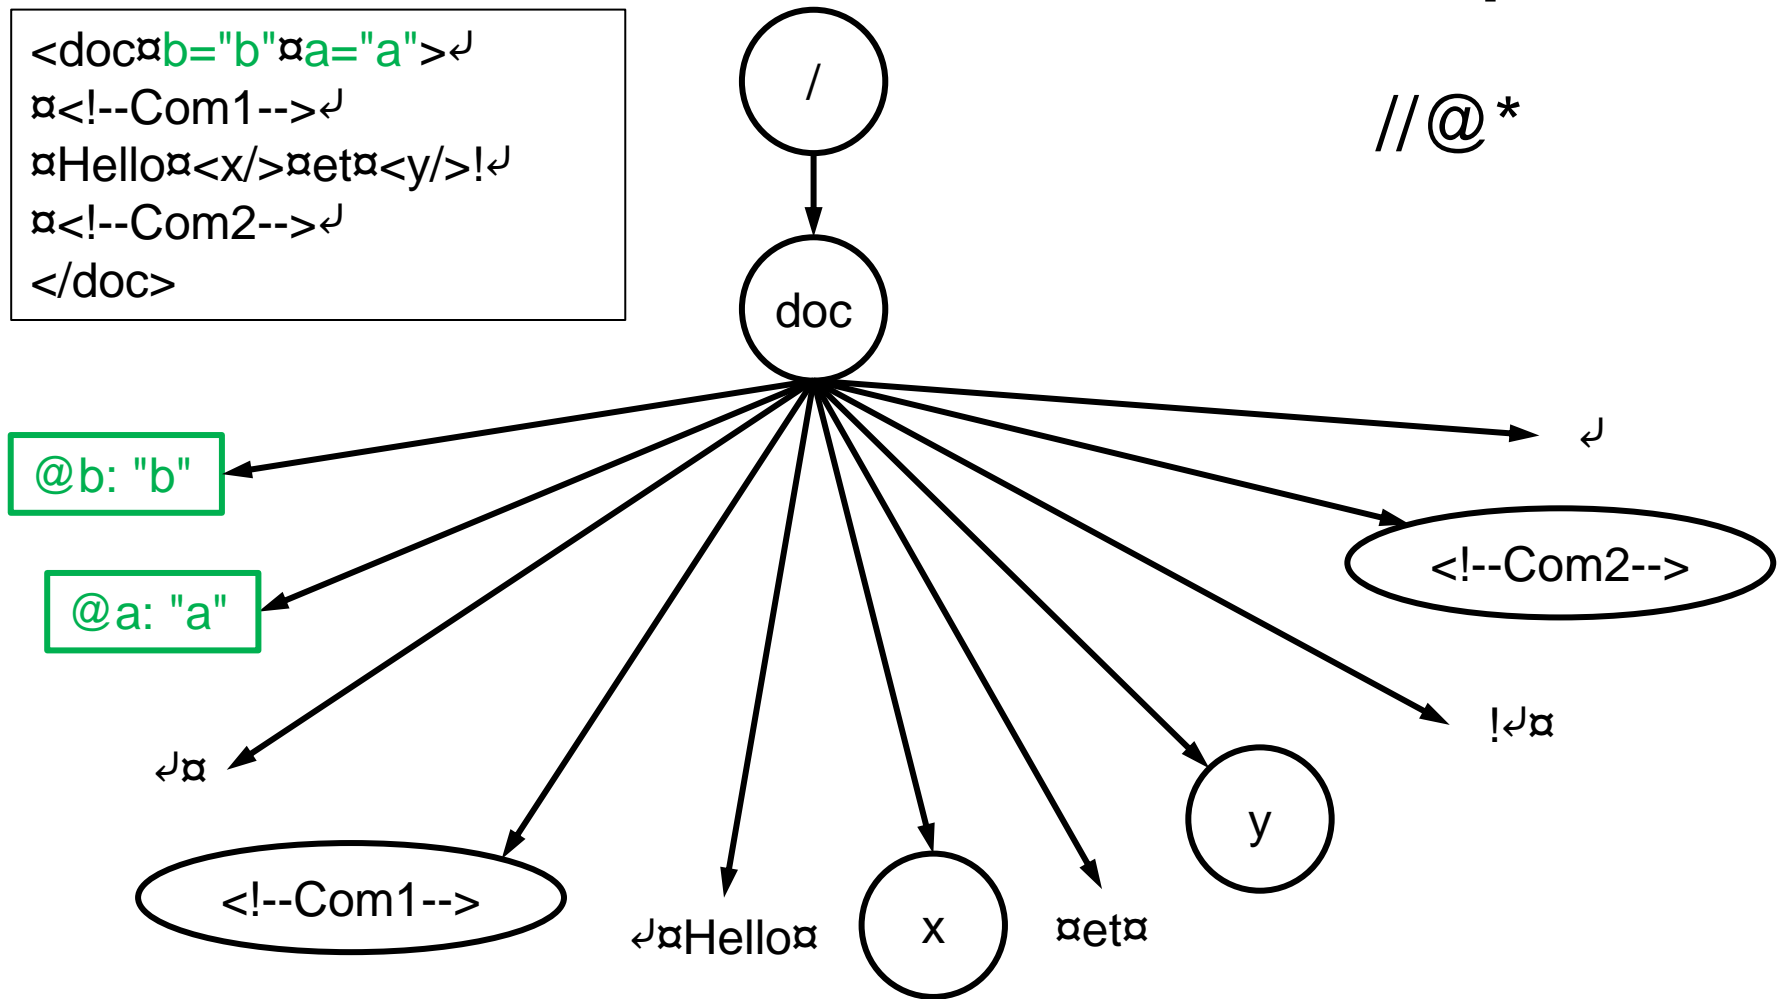 <doc¤b="b"¤a="a">↲
¤<!--Com1-->↲
¤Hello¤<x/>¤et¤<y/>!↲
¤<!--Com2-->↲
</doc>
/
//@*
doc
@b: "b"
↲
<!--Com2-->
@a: "a"
!↲¤
↲¤
y
<!--Com1-->
↲¤Hello¤
x
¤et¤